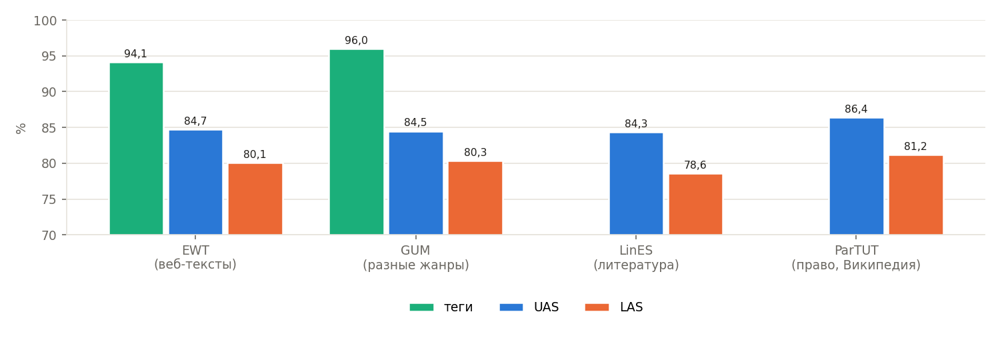 100
95
90
85
80
75
70
%
94,1
84,7
80,1
96,0
84,5
80,3
84,3
78,6
86,4
81,2
EWT
(веб-тексты)
GUM
(разные жанры)
LinES
(литература)
ParTUT
(право, Википедия)
теги
UAS
LAS